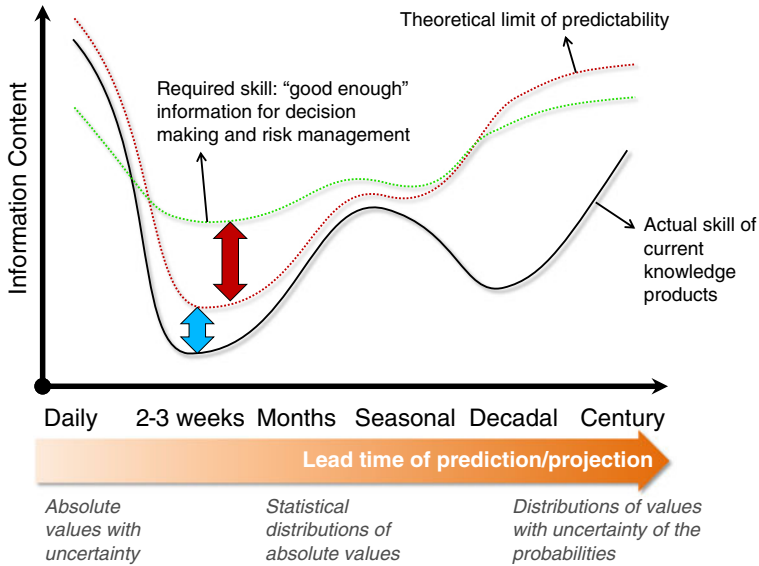 Theoretical limit of predictability
Required skill: “good en”
information for decision
making and risk management
Information Content
Actual skill of
current
knowledge
products
Daily
2-3 weeks
Months
Seasonal
Decadal
Century
Lead time of prediction/projection
Absolute
values with
uncertainty
Statistical
distributions of
absolute values
Distributions of values
with uncertainty of the
probabilities